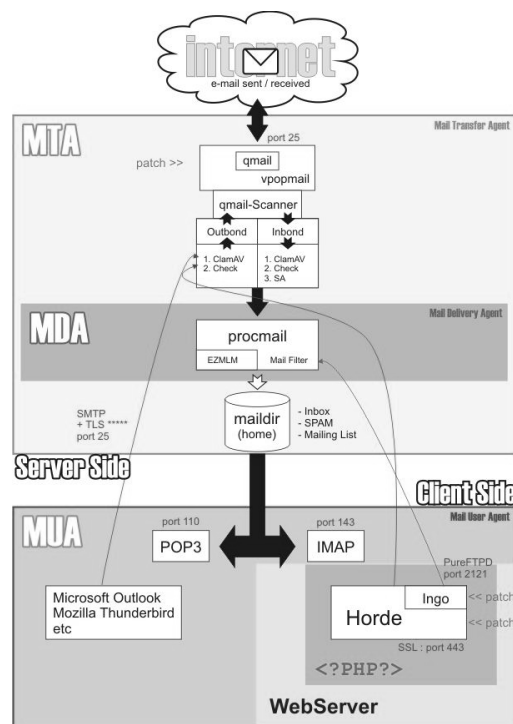 internet
e-mail sent / received
MTA
Mail Transfer Agent
port 25
patch >>
qmail
vpopmail
qmail-Scanner
Outbond
Inbond
1. ClamAV
2. Check
1. ClamAV
2. Check
3. SA
MDA
Mail Delivery Agent
procmail
EZMLM
Mail Filter
SMTP
+ TLS *****
port 25
maildir
(home)
- Inbox
- SPAM
- Mailing List
Server Side
Client Side
MUA
Mail User Agent
port 110
port 143
POP3
IMAP
PureFTPD
port 2121
Microsoft Outlook
Mozilla Thunderbird
etc
Ingo
<< patch
Horde
<< patch
SSL : port 443
<?PHP?>
WebServer